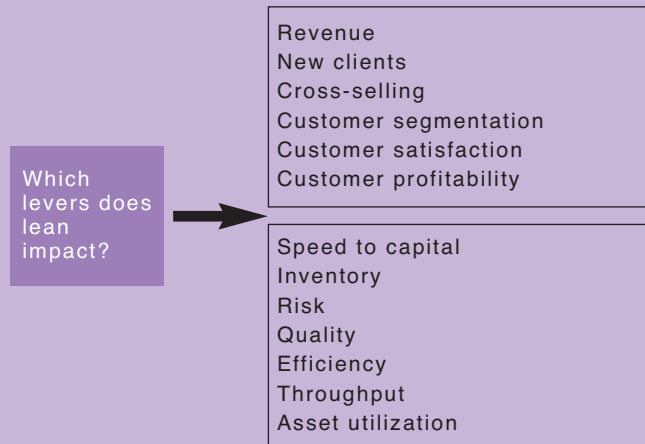 Which
levers does
lean
impact?
Revenue
New clients
Cross-selling
Customer segmentation
Customer satisfaction
Customer profitability
Speed to capital
Inventory
Risk
Quality
Efficiency
Throughput
Asset utilization